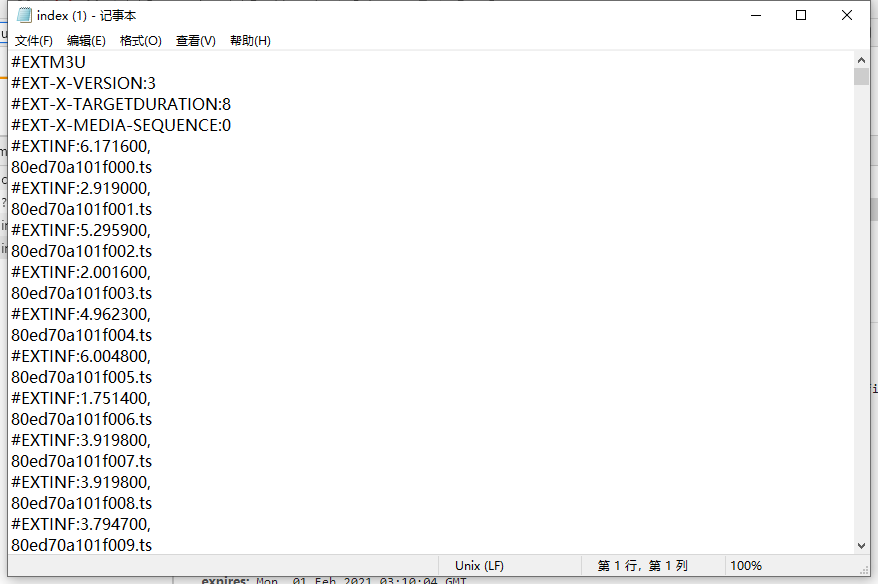 index (1) - 记事本
文件(F) 编辑(E) 格式(O) 查看(V) 帮助(H)
#EXTM3U
#EXT-X-VERSION:3
#EXT-X-TARGETDURATION:8
#EXT-X-MEDIA-SEQUENCE:0
#EXTINF:6.171600,
80ed70a101f000.ts
#EXTINF:2.919000,
80ed70a101f001.ts
#EXTINF:5.295900,
80ed70a101f002.ts
#EXTINF:2.001600,
80ed70a101f003.ts
#EXTINF:4.962300,
80ed70a101f004.ts
#EXTINF:6.004800,
80ed70a101f005.ts
#EXTINF:1.751400,
80ed70a101f006.ts
#EXTINF:3.919800,
80ed70a101f007.ts
#EXTINF:3.919800,
80ed70a101f008.ts
#EXTINF:3.794700,
80ed70a101f009.ts
Unix (LF) 第 1 行，第 1 列 100%
expires: Mon, 01 Feb 2021 03:10:04 GMT